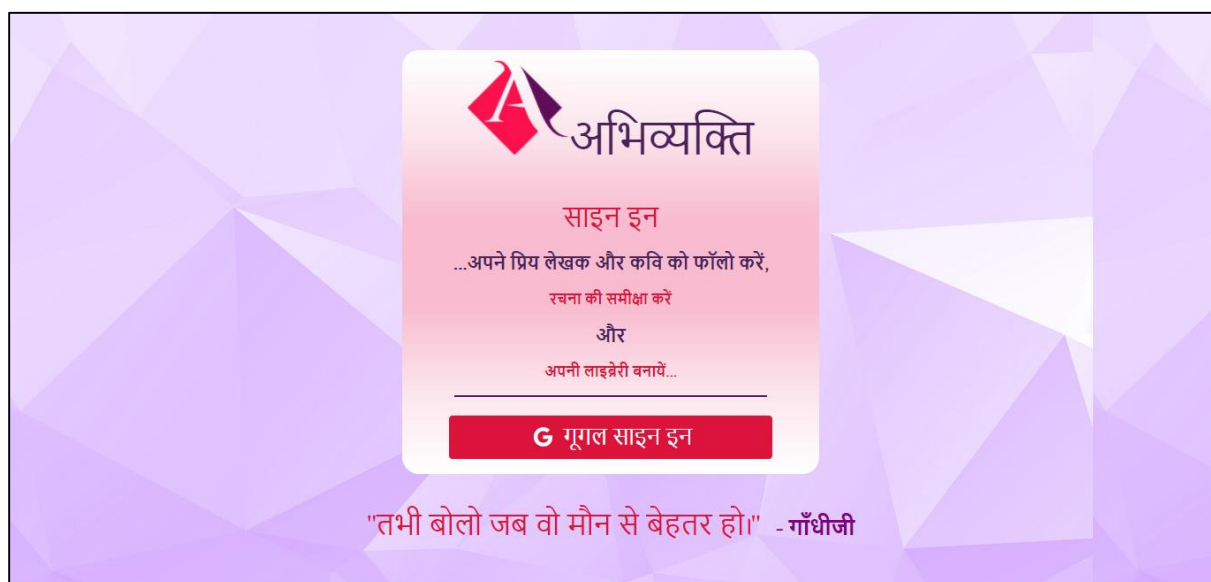 A अभिव्यक्ति
साइन इन
...अपने प्रिय लेखक और कवि को फॉलो करें,
रचना की समीक्षा करें
और
अपनी लाइब्रेरी बनायें...
G गूगल साइन इन
"तभी बोलो जब वो मौन से बेहतर हो।" - गाँधीजी